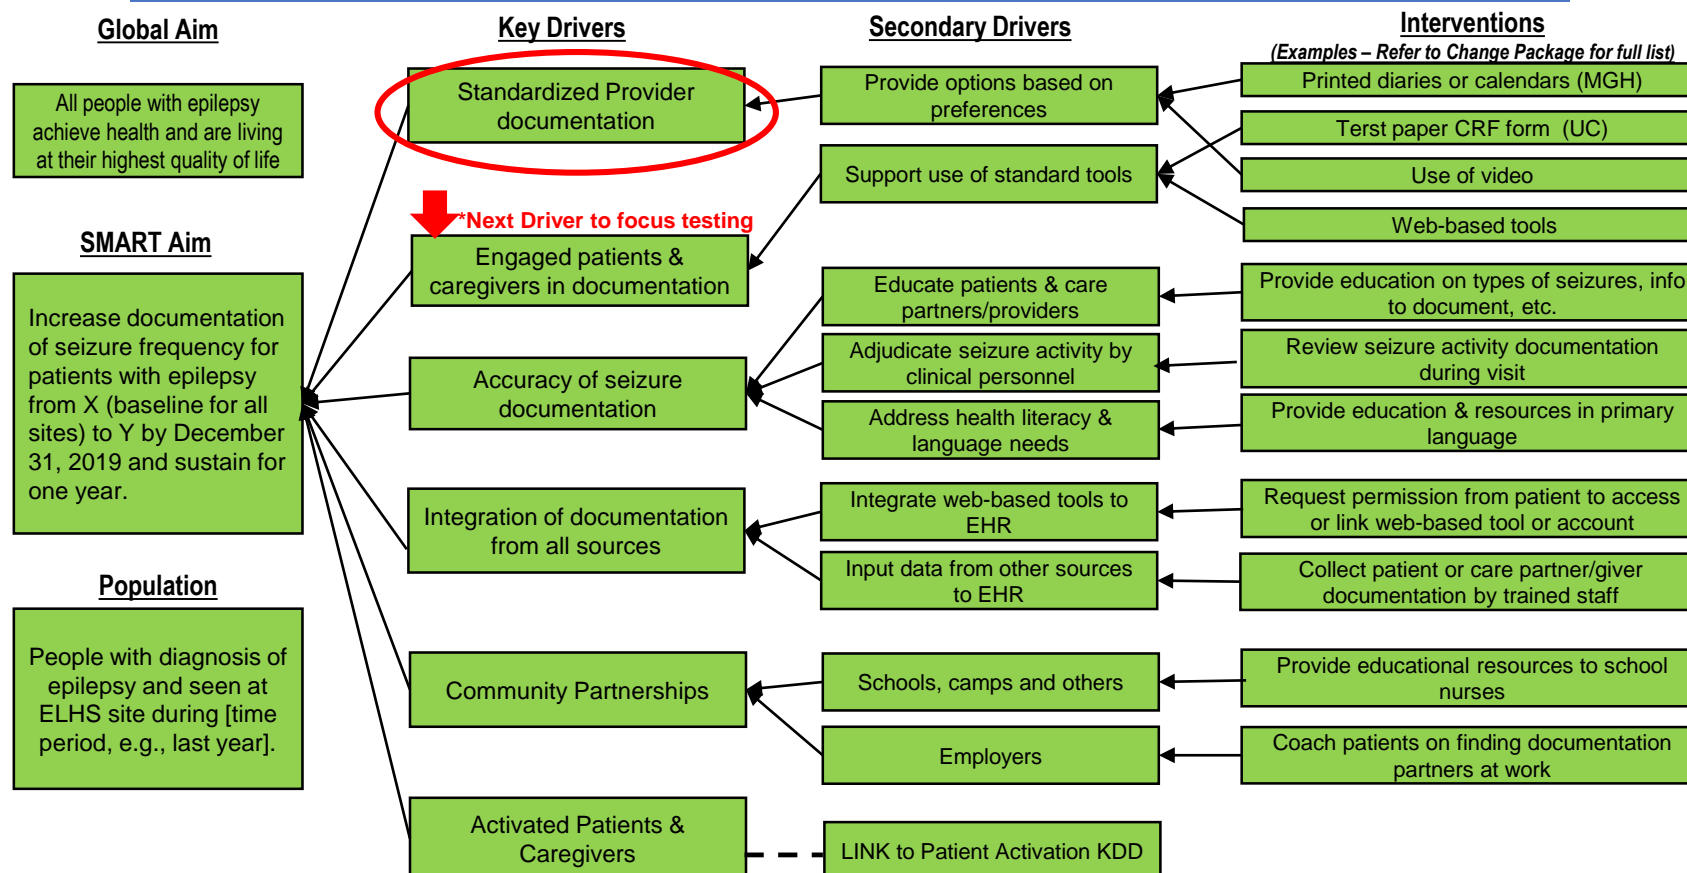 Global Aim
All people with epilepsy
achieve health and are living
at their highest quality of life
SMART Aim
Increase documentation
of seizure frequency for
patients with epilepsy
from X (baseline for all
sites) to Y by December
31, 2019 and sustain for
one year.
Population
People with diagnosis of
epilepsy and seen at
ELHS site during [time
period, e.g., last year].
Key Drivers
Standardized Provider
documentation
*Next Driver to focus testing
Engaged patients &
caregivers in documentation
Accuracy of seizure
documentation
Integration of documentation
from all sources
Community Partnerships
Activated Patients &
Caregivers
Secondary Drivers
Provide options based on
preferences
Support use of standard tools
Educate patients & care
partners/providers
Adjudicate seizure activity by
clinical personnel
Address health literacy &
language needs
Integrate web-based tools to
EHR
Input data from other sources
to EHR
Schools, camps and others
Employers
LINK to Patient Activation KDD
Interventions
(Examples – Refer to Change Package for full list)
Printed diaries or calendars (MGH)
Terst paper CRF form (UC)
Use of video
Web-based tools
Provide education on types of seizures, info
to document, etc.
Review seizure activity documentation
during visit
Provide education & resources in primary
language
Request permission from patient to access
or link web-based tool or account
Collect patient or care partner/giver
documentation by trained staff
Provide educational resources to school
nurses
Coach patients on finding documentation
partners at work